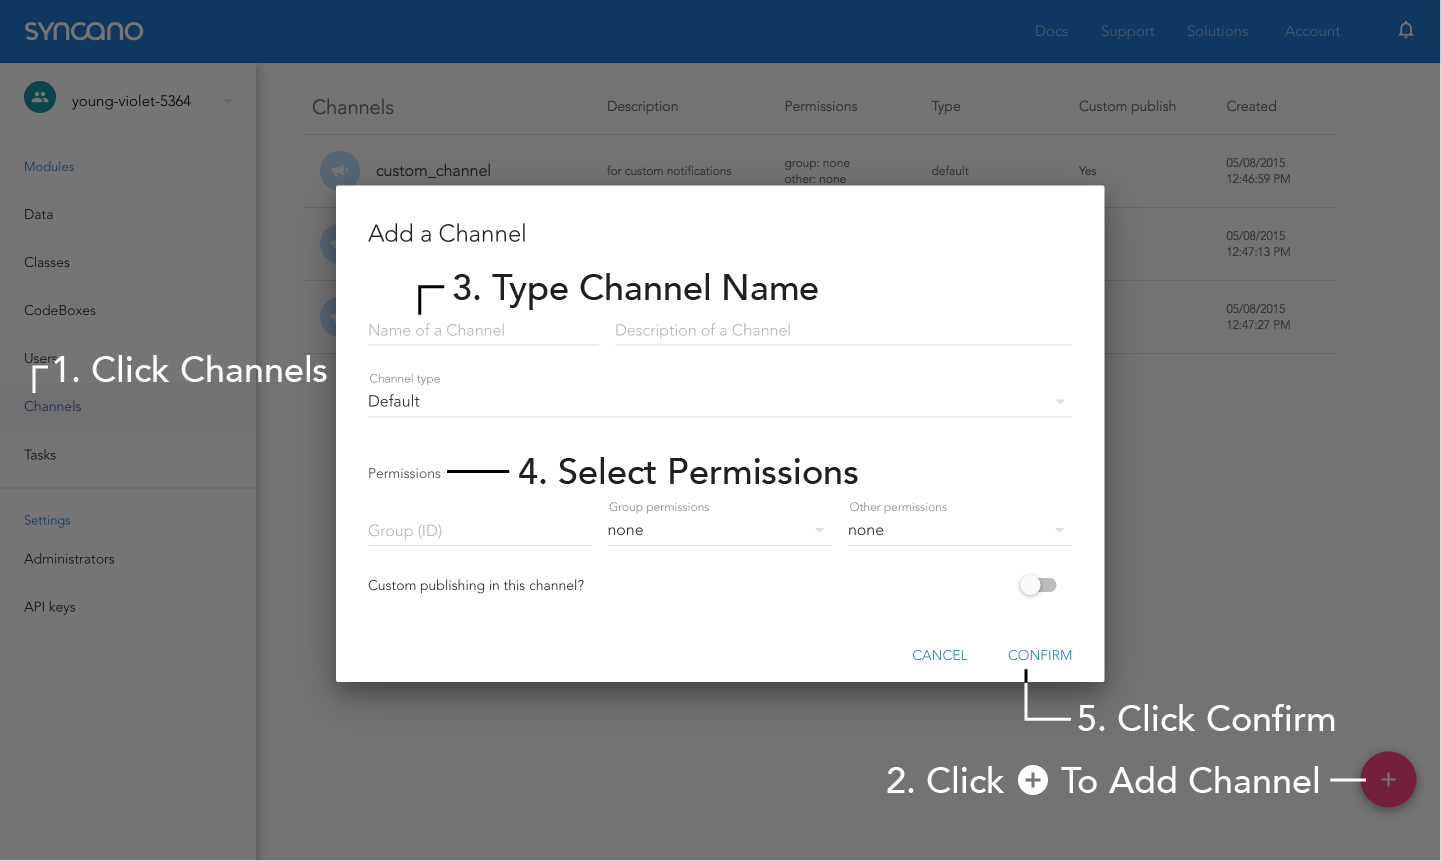 syncano
Docs Support Solutions Account
young-violet-5364
Channels Description Permissions Type Custom publish Created
Modules
custom_channel for custom notifications group: none other: none default Yes 05/08/2015 12:46:59 PM
Data
05/08/2015
12:47:13 PM
Classes
05/08/2015
12:47:27 PM
CodeBoxes
Users
1. Click Channels
Channels
Tasks
Settings
Administrators
API keys
Add a Channel
3. Type Channel Name
Name of a Channel Description of a Channel
Channel type
Default
Permissions
4. Select Permissions
Group (ID)
Group permissions
none
Other permissions
none
Custom publishing in this channel?
CANCEL CONFIRM
5. Click Confirm
2. Click + To Add Channel
+